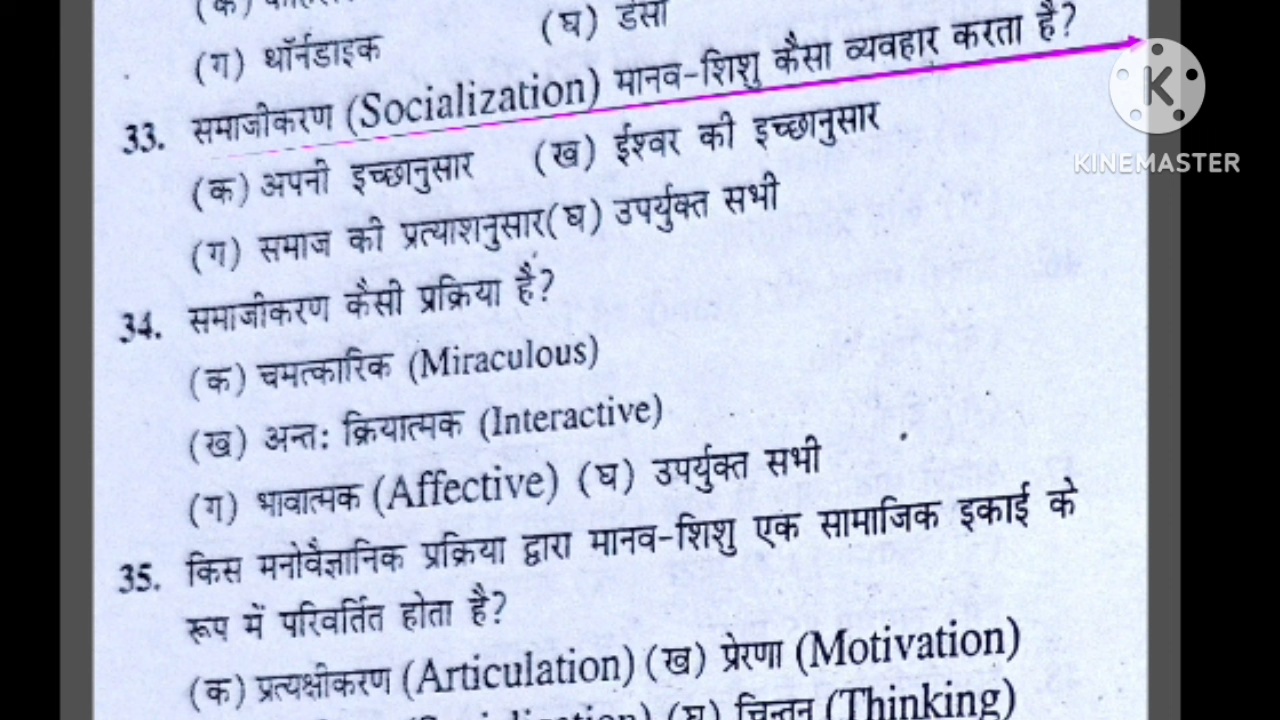 (क)
(ग) थॉर्नडाइक (घ) डेसी
33. समाजीकरण (Socialization) मानव-शिशु कैसा व्यवहार करता है?
(क) अपनी इच्छानुसार (ख) ईश्वर की इच्छानुसार
(ग) समाज की प्रत्याशनुसार (घ) उपर्युक्त सभी
34. समाजीकरण कैसी प्रक्रिया है?
(क) चमत्कारिक (Miraculous)
(ख) अन्तः क्रियात्मक (Interactive)
(ग) भावात्मक (Affective) (घ) उपर्युक्त सभी
35. किस मनोवैज्ञानिक प्रक्रिया द्वारा मानव-शिशु एक सामाजिक इकाई के
रूप में परिवर्तित होता है?
(क) प्रत्यक्षीकरण (Articulation) (ख) प्रेरणा (Motivation)
(घ) चिन्तन (Thinking)
K
KINEMASTER